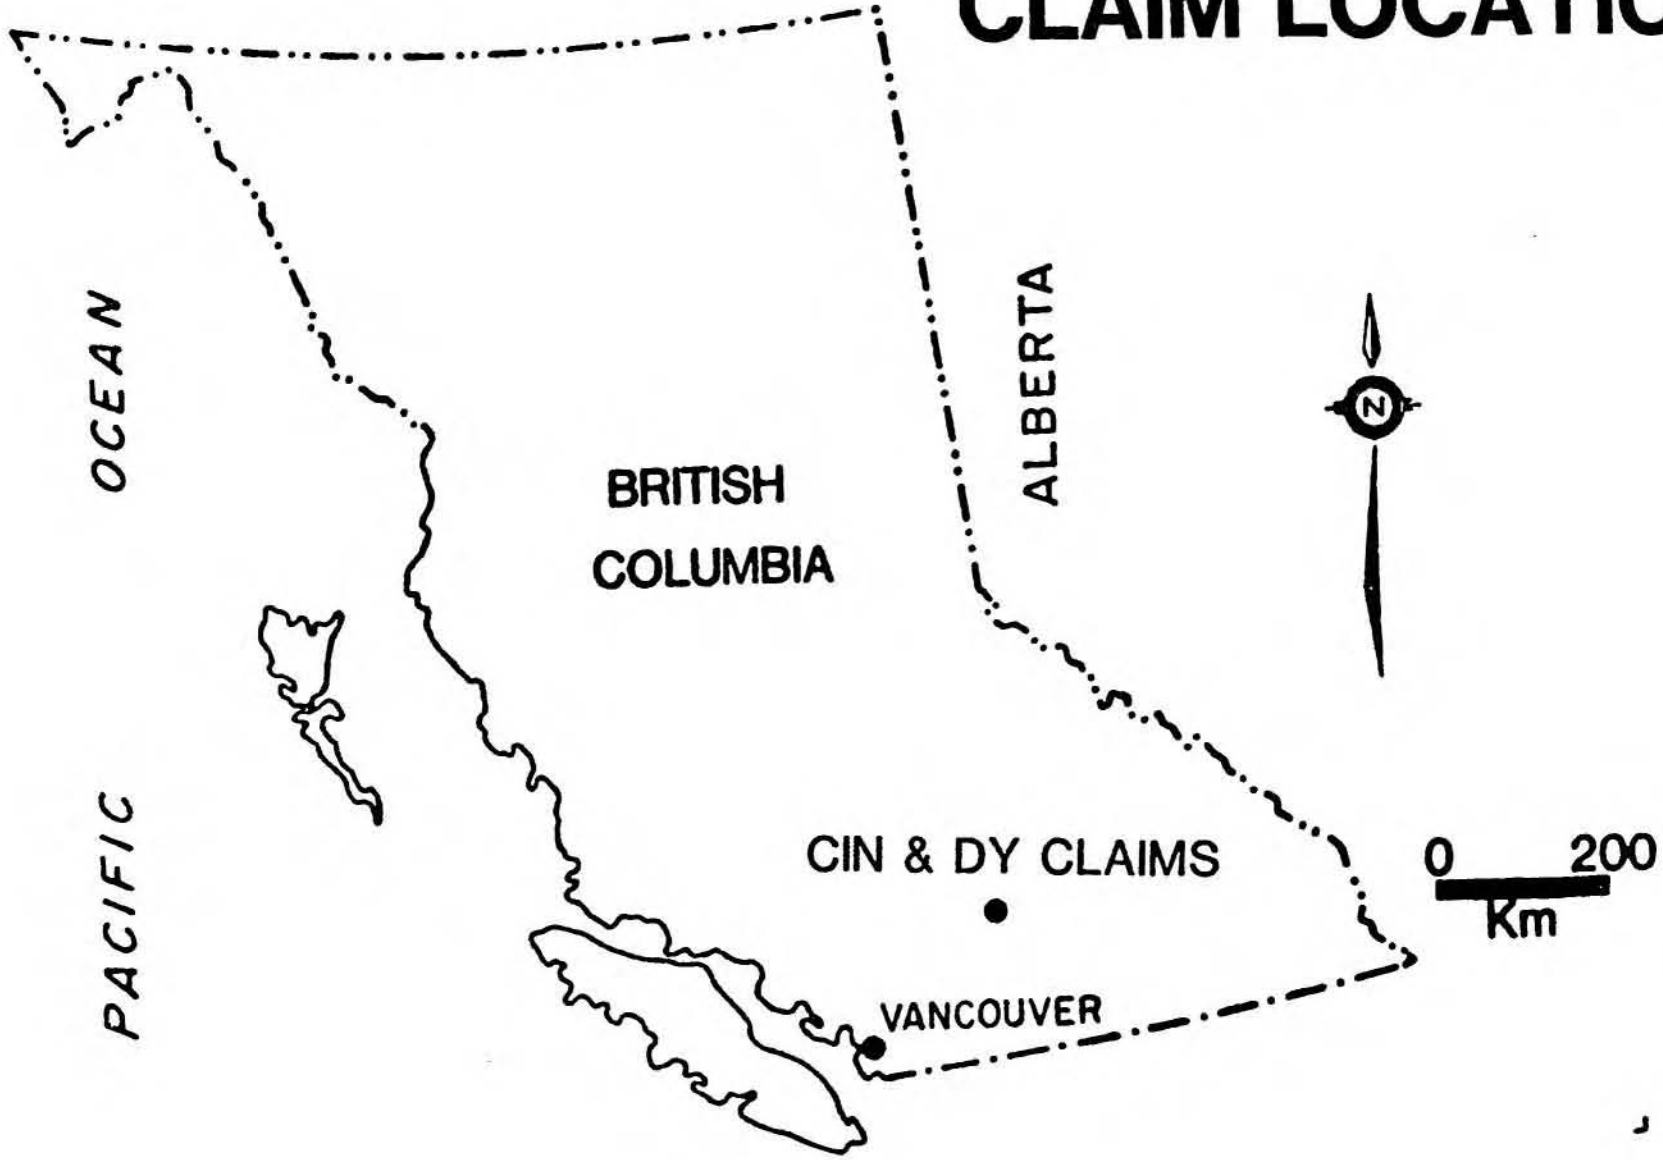 CLAIM LOCATIO
OCEAN
ALBERTA
N
BRITISH
COLUMBIA
PACIFIC
CIN & DY CLAIMS
0 200
Km
VANCOUVER